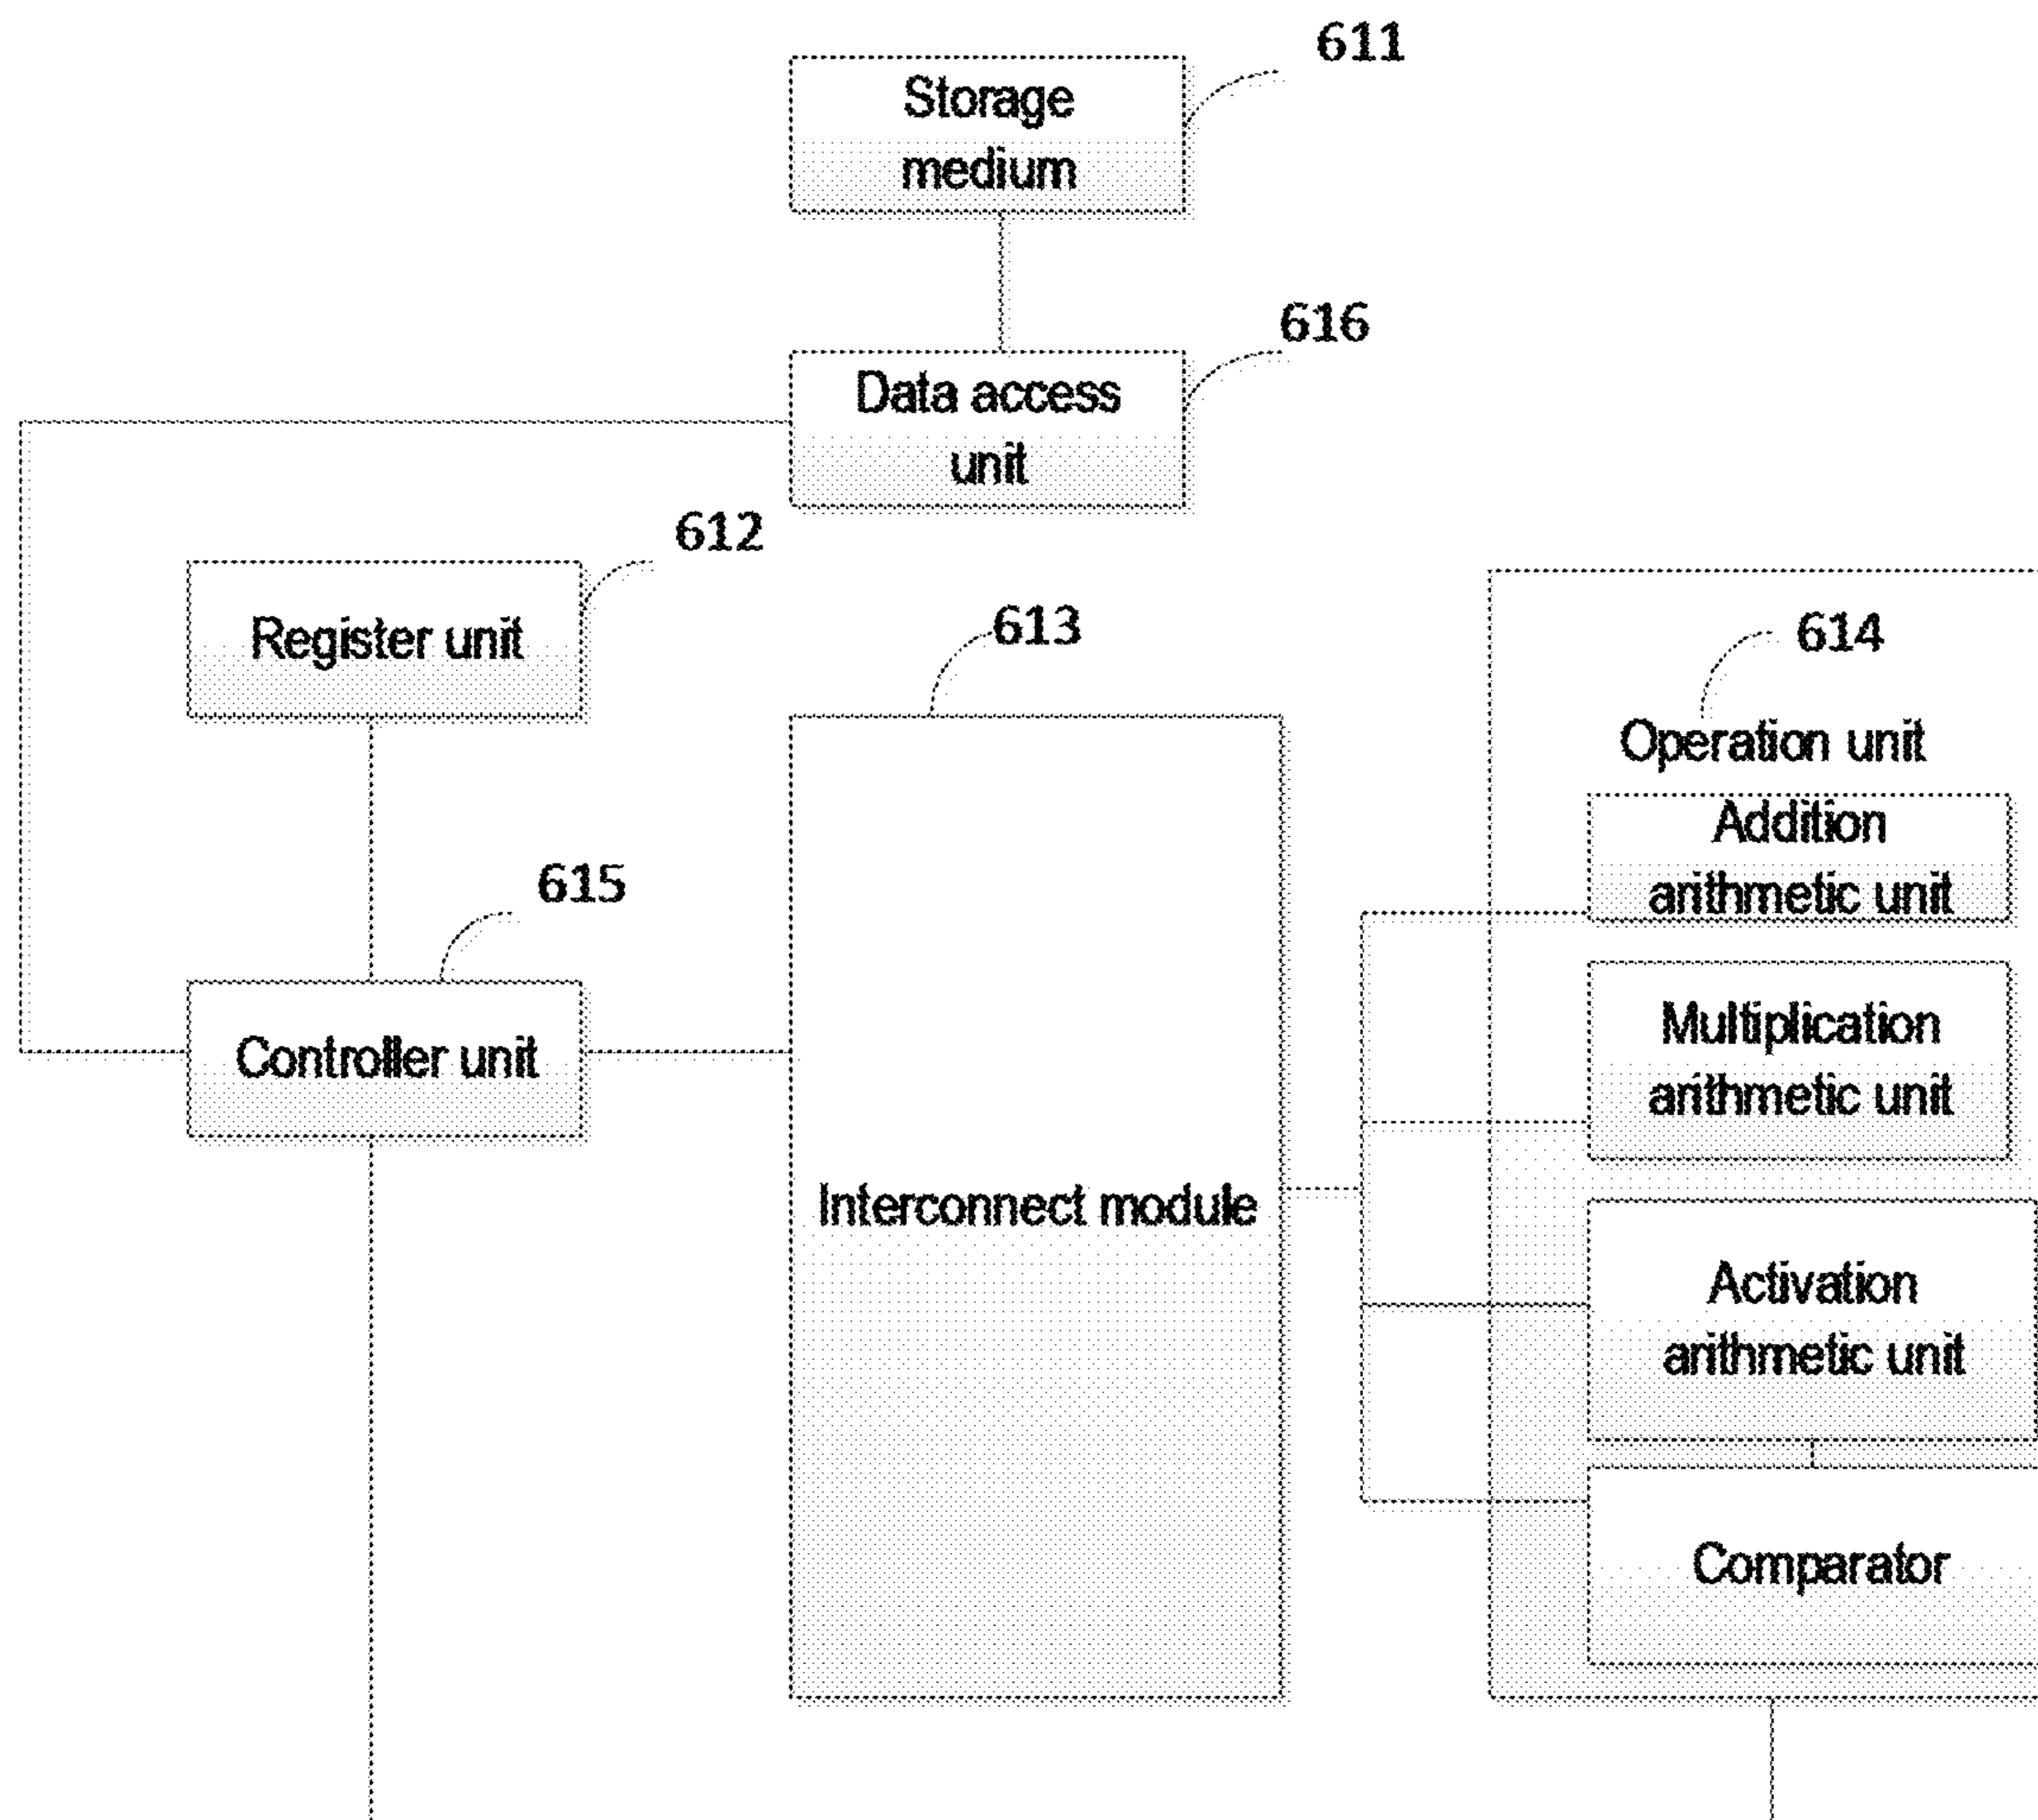 611
Storage
medium
616
Data access
unit
612
Register unit
613
614
Operation unit
Addition
arithmetic unit
615
Controller unit
Multiplication
arithmetic unit
Interconnect module
Activation
arithmetic unit
Comparator